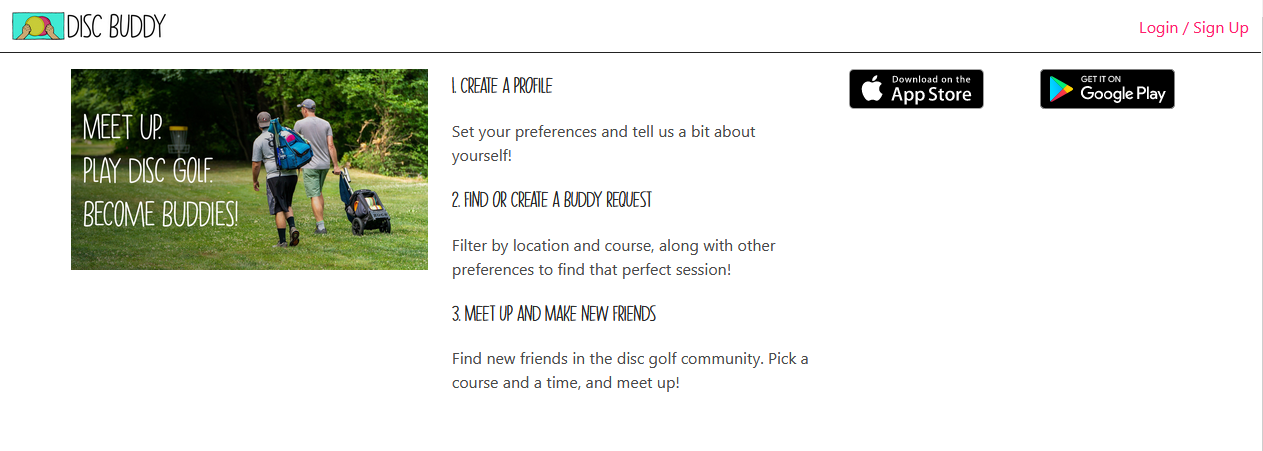 DISC BUDDY
Login / Sign Up
MEET UP.
PLAY DISC GOLF.
BECOME BUDDIES!
1. CREATE A PROFILE
Set your preferences and tell us a bit about
yourself!
2. FIND OR CREATE A BUDDY REQUEST
Filter by location and course, along with other
preferences to find that perfect session!
3. MEET UP AND MAKE NEW FRIENDS
Find new friends in the disc golf community. Pick a
course and a time, and meet up!
Download on the
App Store
GET IT ON
Google Play